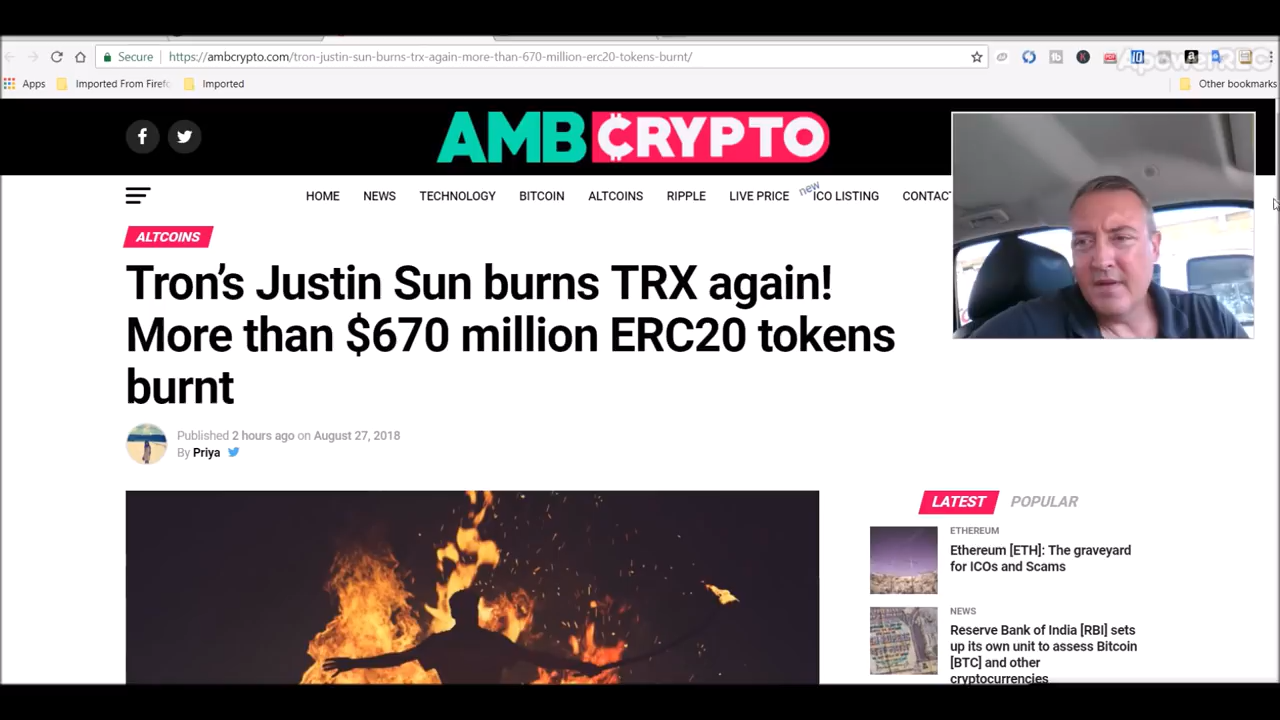 Secure
https://ambcrypto.com/tron-justin-sun-burns-trx-again-more-than-670-million-erc20-tokens-burnt/
ApowerREC
Apps
Imported From Firefo
Imported
Other bookmarks
AMBCRYPTO
HOME
NEWS
TECHNOLOGY
BITCOIN
ALTCOINS
RIPPLE
LIVE PRICE
new
ICO LISTING
CONTACT
ALTCOINS
Tron’s Justin Sun burns TRX again!
More than $670 million ERC20 tokens
burnt
Published 2 hours ago on August 27, 2018
By Priya
LATEST
POPULAR
ETHEREUM
Ethereum [ETH]: The graveyard
for ICOs and Scams
NEWS
Reserve Bank of India [RBI] sets
up its own unit to assess Bitcoin
[BTC] and other
cryptocurrencies